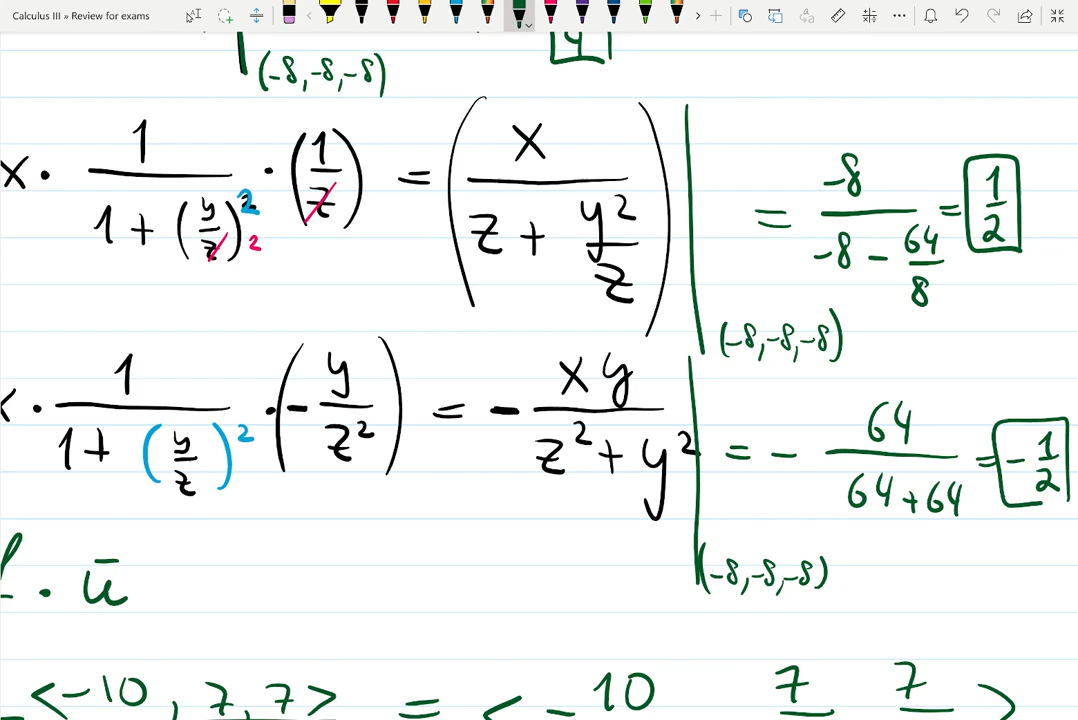 Calculus III » Review for exams
(-8,-8,-8)
x · 1 / (1 + (y/z)²) · (1/z) = (x / (z + y²/z)) | (-8,-8,-8) = -8 / (-8 - 64/8) = 1/2
· 1 / (1 + (y/z)²) · (- y/z²) = - xy / (z² + y²) | (-8,-8,-8) = - 64 / (64+64) = - 1/2
· ū
<-10, 7, 7> = < - 10 7 7 >